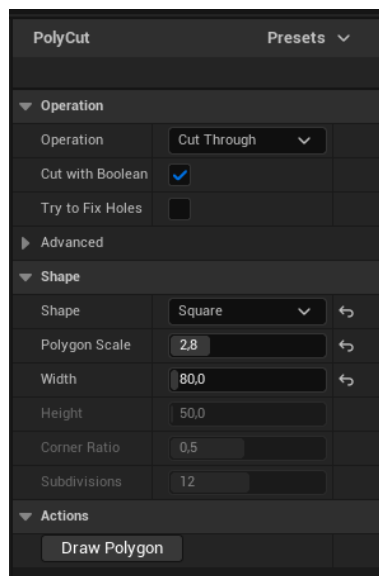 PolyCut Presets
Operation
Operation Cut Through
Cut with Boolean
Try to Fix Holes
Advanced
Shape
Shape Square
Polygon Scale 2,8
Width 80,0
Height 50,0
Corner Ratio 0,5
Subdivisions 12
Actions
Draw Polygon